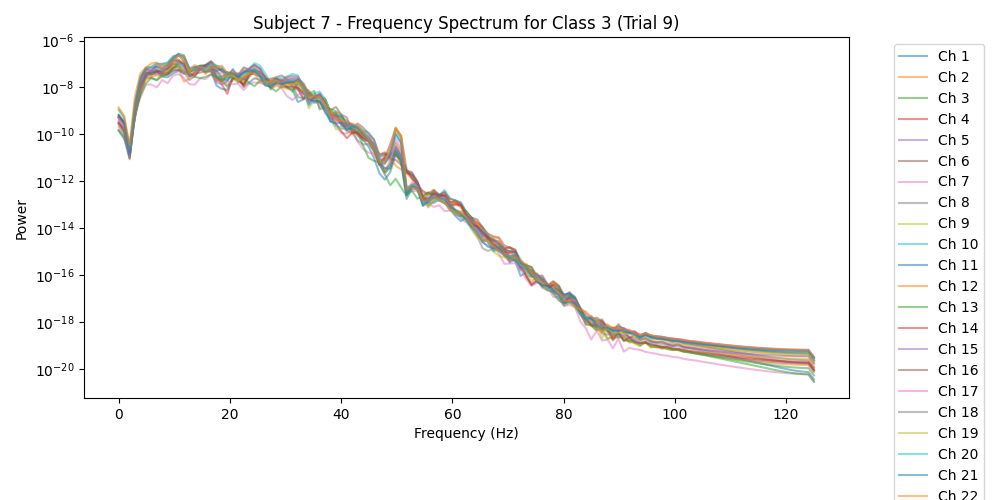 Subject 7 - Frequency Spectrum for Class 3 (Trial 9)
10⁻⁶
10⁻⁸
10⁻¹⁰
10⁻¹²
10⁻¹⁴
10⁻¹⁶
10⁻¹⁸
10⁻²⁰
Power
0 20 40 60 80 100 120
Frequency (Hz)
Ch 1
Ch 2
Ch 3
Ch 4
Ch 5
Ch 6
Ch 7
Ch 8
Ch 9
Ch 10
Ch 11
Ch 12
Ch 13
Ch 14
Ch 15
Ch 16
Ch 17
Ch 18
Ch 19
Ch 20
Ch 21
Ch 22